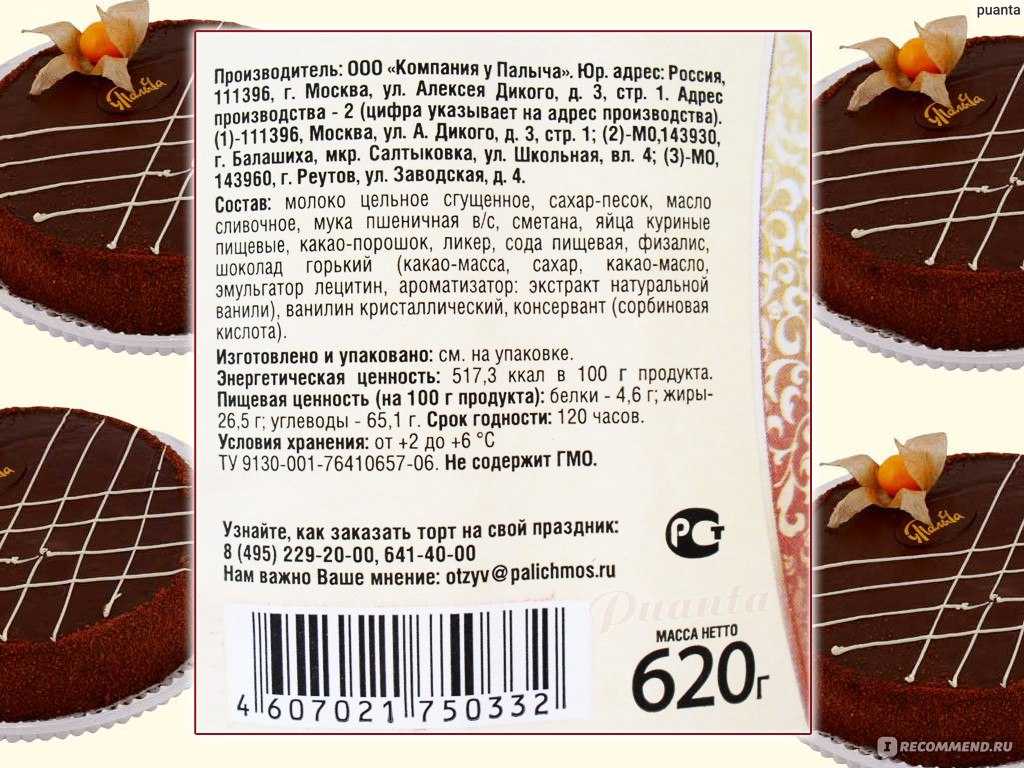 puanta
Производитель: ООО «Компания у Палыча». Юр. адрес: Россия,
111396, г. Москва, ул. Алексея Дикого, д. 3, стр. 1. Адрес
производства - 2 (цифра указывает на адрес производства).
(1)-111396, Москва, ул. А. Дикого, д. 3, стр. 1; (2)-МО,143930,
г. Балашиха, мкр. Салтыковка, ул. Школьная, вл. 4; (3)-МО,
143960, г. Реутов, ул. Заводская, д. 4.
Состав: молоко цельное сгущенное, сахар-песок, масло
сливочное, мука пшеничная в/с, сметана, яйца куриные
пищевые, какао-порошок, ликер, сода пищевая, физалис,
шоколад горький (какао-масса, сахар, какао-масло,
эмульгатор лецитин, ароматизатор: экстракт натуральной
ванили), ванилин кристаллический, консервант (сорбиновая
кислота).
Изготовлено и упаковано: см. на упаковке.
Энергетическая ценность: 517,3 ккал в 100 г продукта.
Пищевая ценность (на 100 г продукта): белки - 4,6 г; жиры-
26,5 г; углеводы - 65,1 г. Срок годности: 120 часов.
Условия хранения: от +2 до +6 °С
ТУ 9130-001-76410657-06. Не содержит ГМО.
Узнайте, как заказать торт на свой праздник:
8 (495) 229-20-00, 641-40-00
Нам важно Ваше мнение: otzyv@palichmos.ru
РСТ
Puanta
МАССА НЕТТО
620г
4 607021 750332
IRECOMMEND.RU